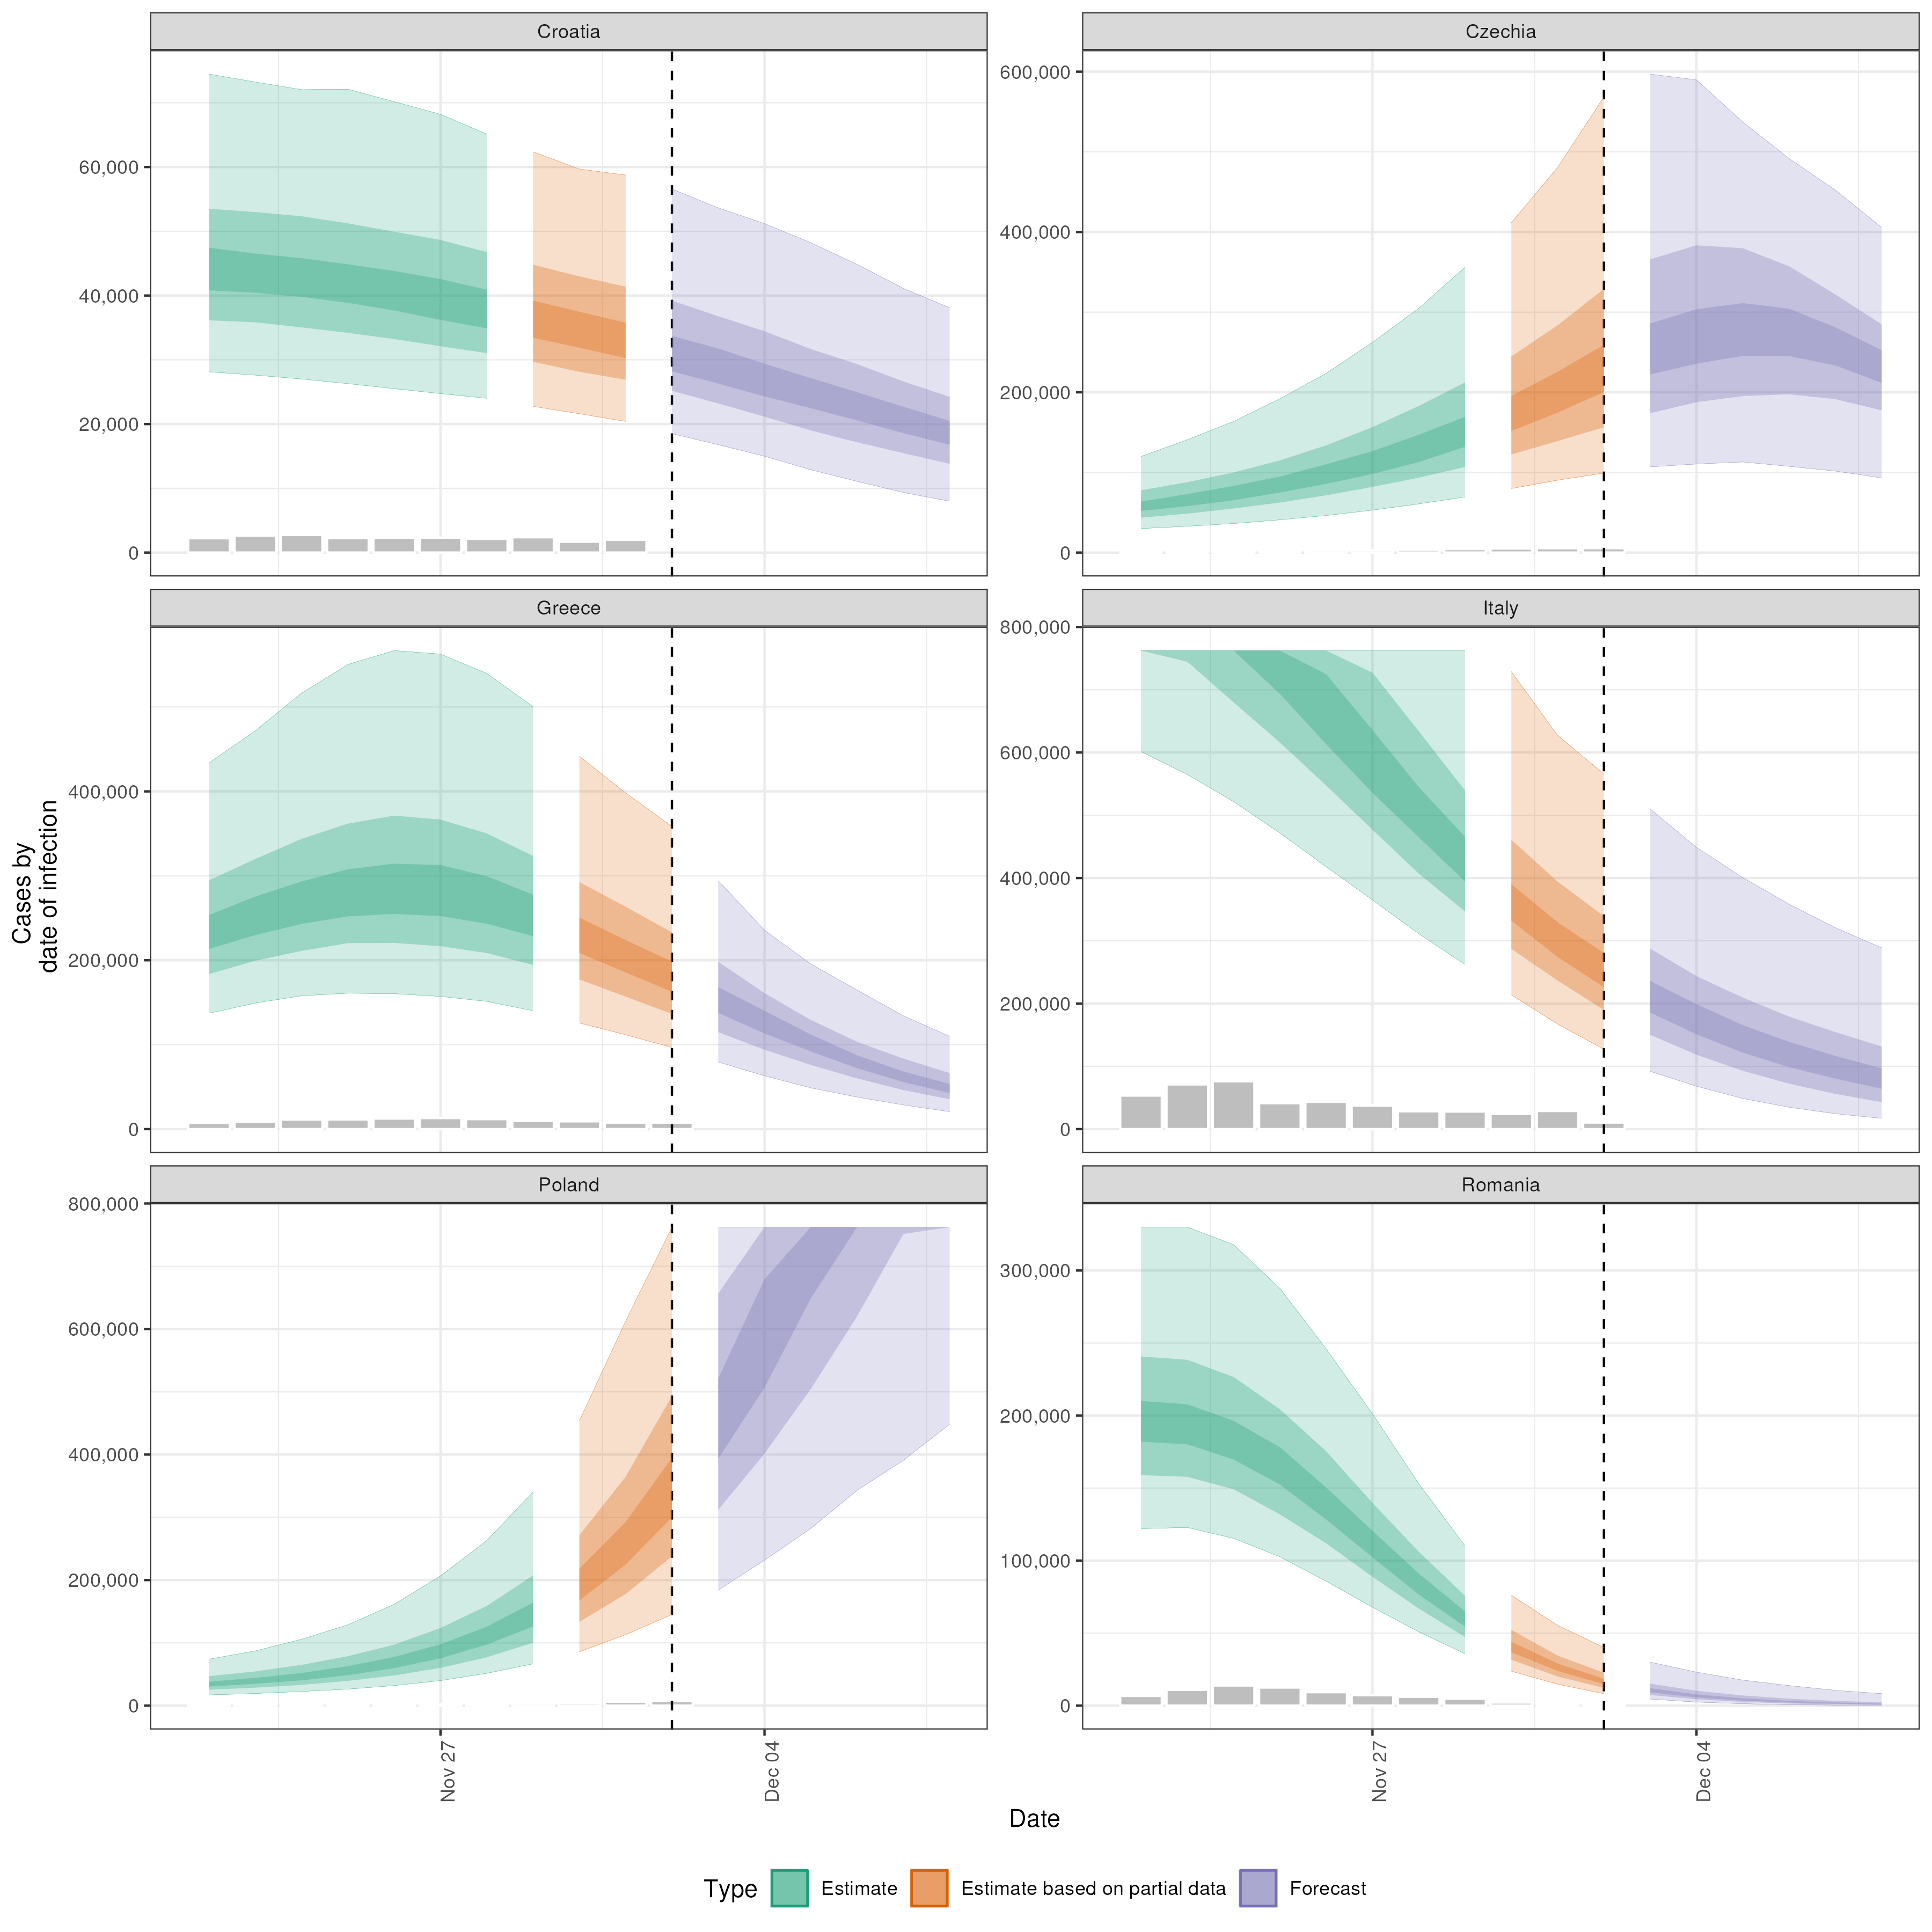 Croatia
Czechia
60,000
40,000
20,000
0
600,000
400,000
200,000
0
Greece
Italy
400,000
200,000
0
800,000
600,000
400,000
200,000
0
Cases by
date of infection
Poland
Romania
800,000
600,000
400,000
200,000
0
300,000
200,000
100,000
0
Nov 27
Dec 04
Nov 27
Dec 04
Date
Type
Estimate
Estimate based on partial data
Forecast